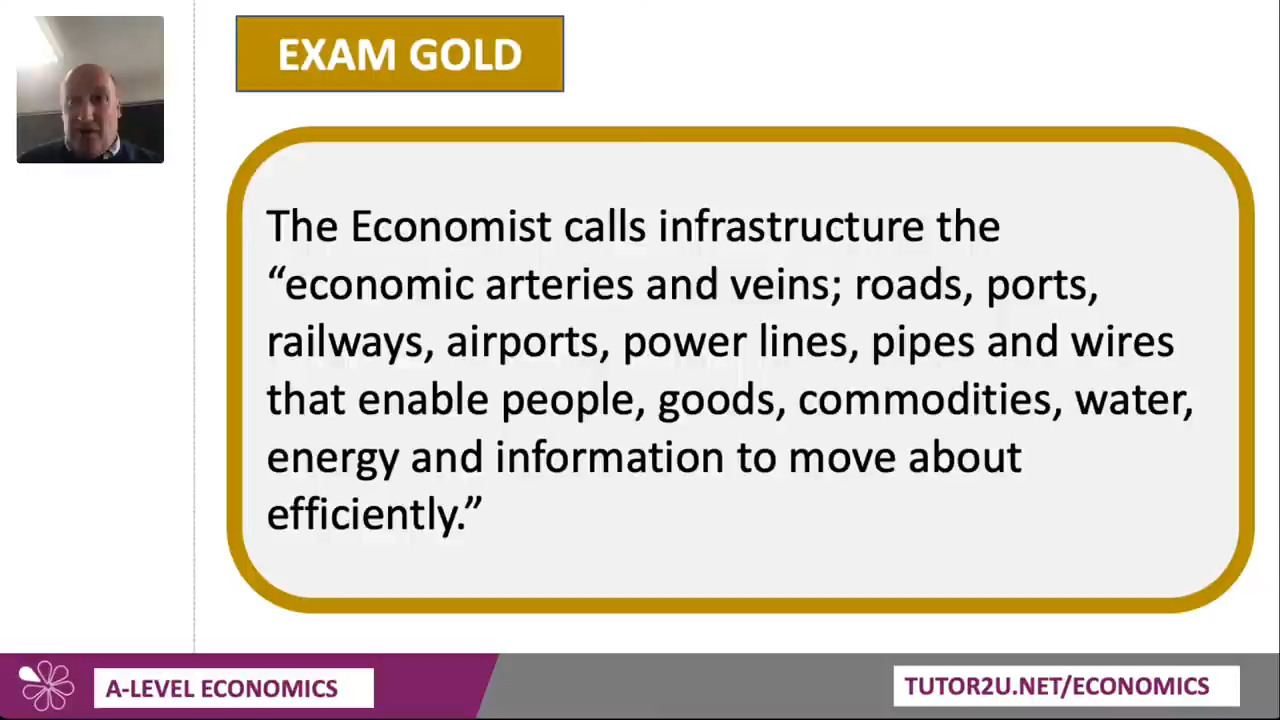 EXAM GOLD
The Economist calls infrastructure the
“economic arteries and veins; roads, ports,
railways, airports, power lines, pipes and wires
that enable people, goods, commodities, water,
energy and information to move about
efficiently.”
A-LEVEL ECONOMICS
TUTOR2U.NET/ECONOMICS